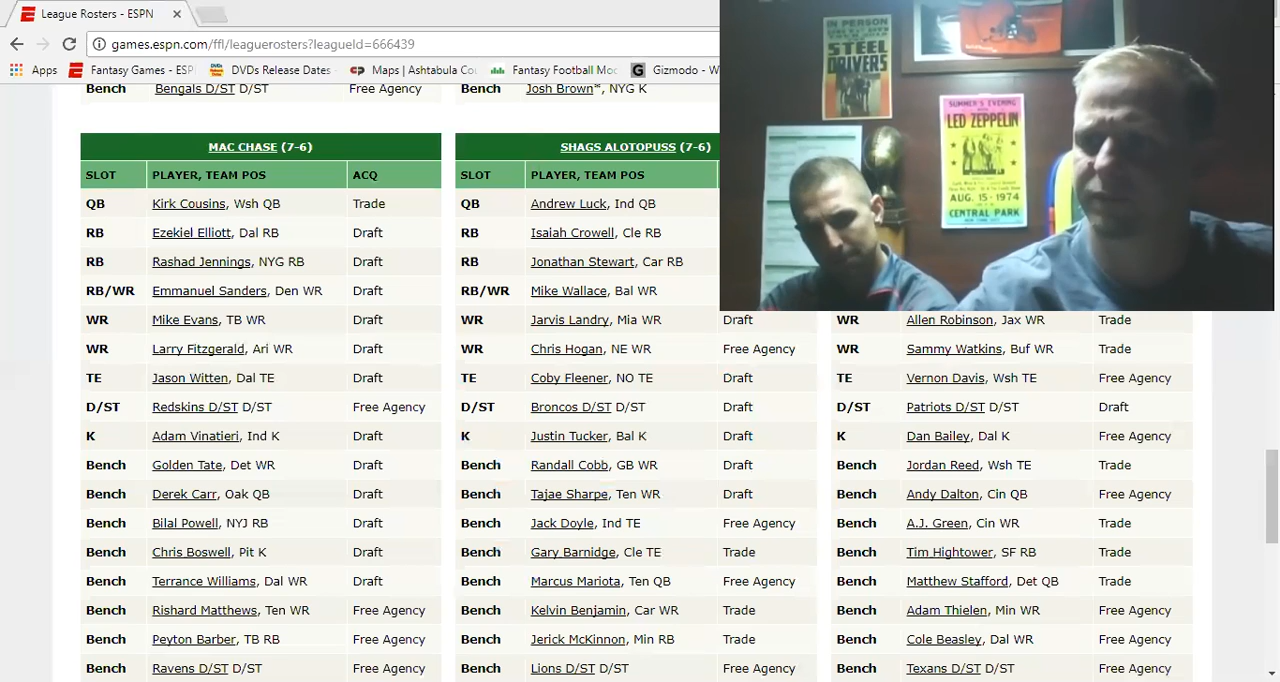 League Rosters - ESPN ×
games.espn.com/ffl/leaguerosters?leagueId=666439
Apps Fantasy Games - ESP DVDs Release Dates - Maps | Ashtabula Cou Fantasy Football Moc Gizmodo - W
Bench Bengals D/ST D/ST Free Agency Bench Josh Brown*, NYG K
MAC CHASE (7-6) SHAGS ALOTOPUSS (7-6)
SLOT PLAYER, TEAM POS ACQ SLOT PLAYER, TEAM POS
QB Kirk Cousins, Wsh QB Trade QB Andrew Luck, Ind QB
RB Ezekiel Elliott, Dal RB Draft RB Isaiah Crowell, Cle RB
RB Rashad Jennings, NYG RB Draft RB Jonathan Stewart, Car RB
RB/WR Emmanuel Sanders, Den WR Draft RB/WR Mike Wallace, Bal WR
WR Mike Evans, TB WR Draft WR Jarvis Landry, Mia WR Draft WR Allen Robinson, Jax WR Trade
WR Larry Fitzgerald, Ari WR Draft WR Chris Hogan, NE WR Free Agency WR Sammy Watkins, Buf WR Trade
TE Jason Witten, Dal TE Draft TE Coby Fleener, NO TE Draft TE Vernon Davis, Wsh TE Free Agency
D/ST Redskins D/ST D/ST Free Agency D/ST Broncos D/ST D/ST Draft D/ST Patriots D/ST D/ST Draft
K Adam Vinatieri, Ind K Draft K Justin Tucker, Bal K Draft K Dan Bailey, Dal K Free Agency
Bench Golden Tate, Det WR Draft Bench Randall Cobb, GB WR Draft Bench Jordan Reed, Wsh TE Trade
Bench Derek Carr, Oak QB Draft Bench Tajae Sharpe, Ten WR Draft Bench Andy Dalton, Cin QB Free Agency
Bench Bilal Powell, NYJ RB Draft Bench Jack Doyle, Ind TE Free Agency Bench A.J. Green, Cin WR Trade
Bench Chris Boswell, Pit K Draft Bench Gary Barnidge, Cle TE Trade Bench Tim Hightower, SF RB Trade
Bench Terrance Williams, Dal WR Draft Bench Marcus Mariota, Ten QB Free Agency Bench Matthew Stafford, Det QB Trade
Bench Rishard Matthews, Ten WR Free Agency Bench Kelvin Benjamin, Car WR Trade Bench Adam Thielen, Min WR Free Agency
Bench Peyton Barber, TB RB Free Agency Bench Jerick McKinnon, Min RB Trade Bench Cole Beasley, Dal WR Free Agency
Bench Ravens D/ST D/ST Free Agency Bench Lions D/ST D/ST Free Agency Bench Texans D/ST D/ST Free Agency
IN PERSON
STEEL
DRIVERS
SUMMER'S EVENING
LED ZEPPELIN
AUG. 15 - 1974
CENTRAL PARK